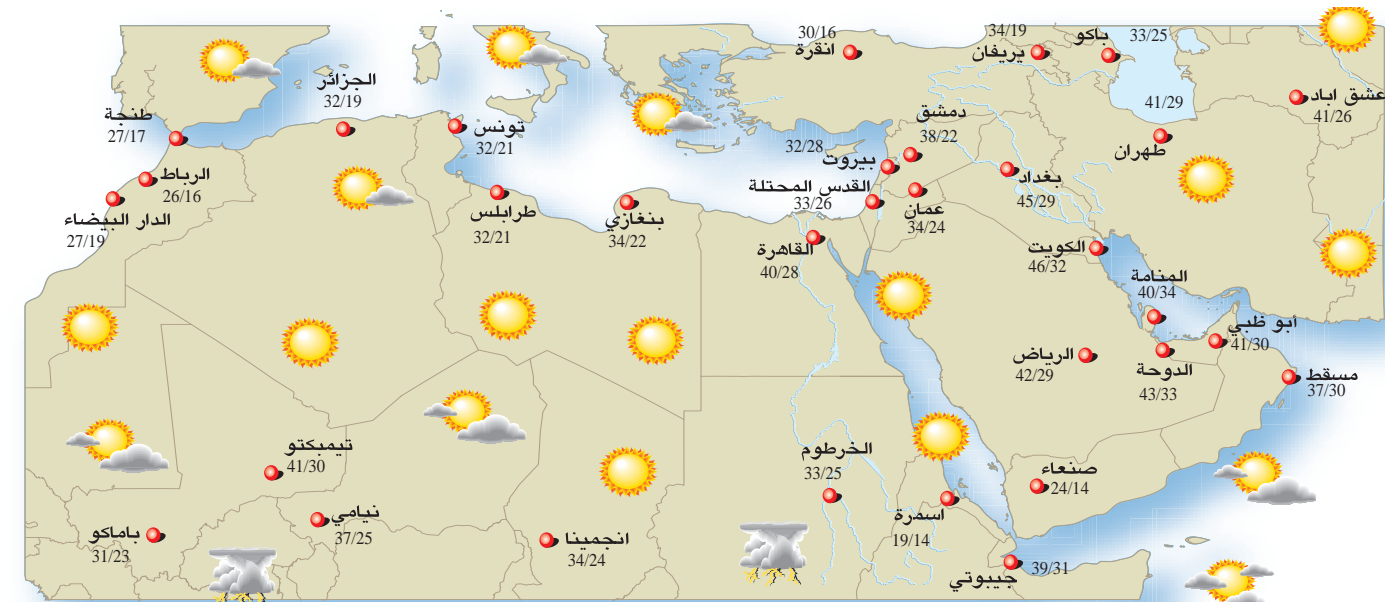 30/16
انقرة
34/19
يريفان
باكو
33/25
عشق اباد
41/26
41/29
طهران
الجزائر
32/19
طنجة
27/17
تونس
32/21
دمشق
38/22
32/28
بيروت
بغداد
45/29
الرباط
26/16
القدس المحتلة
33/26
عمان
34/24
الدار البيضاء
27/19
طرابلس
32/21
بنغازي
34/22
القاهرة
40/28
الكويت
46/32
المنامة
40/34
أبو ظبي
41/30
الرياض
42/29
الدوحة
43/33
مسقط
37/30
تيمبكتو
41/30
الخرطوم
33/25
صنعاء
24/14
نيامي
37/25
اسمرة
19/14
باماكو
31/23
انجمينا
34/24
جيبوتي
39/31